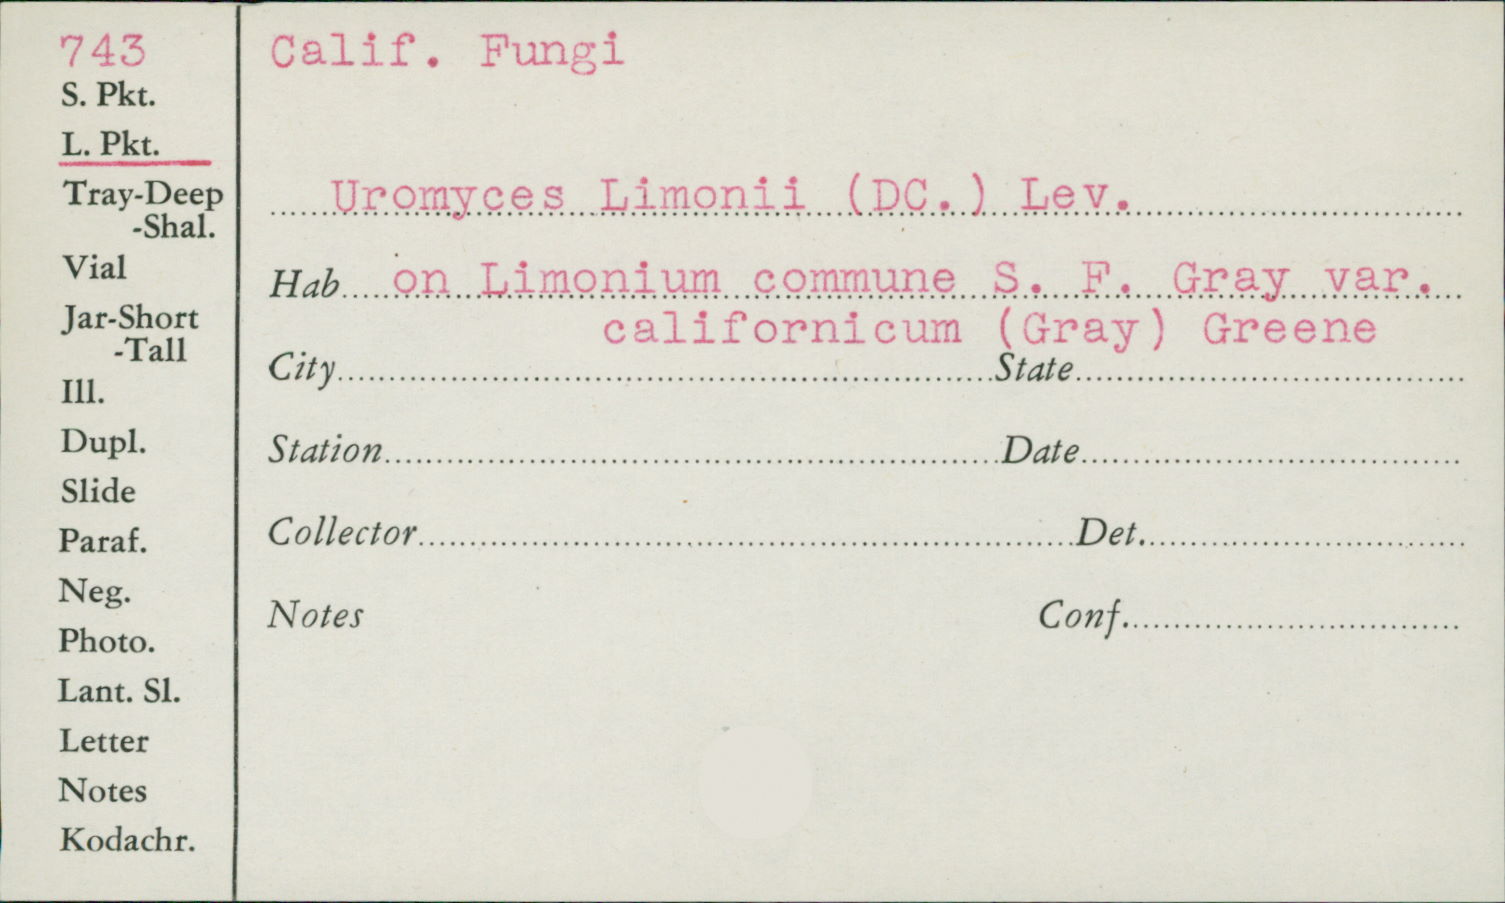 743
S. Pkt.
L. Pkt.
Tray-Deep
-Shal.
Vial
Jar-Short
-Tall
Ill.
Dupl.
Slide
Paraf.
Neg.
Photo.
Lant. Sl.
Letter
Notes
Kodachr.
Calif. Fungi
Uromyces Limonii (DC.) Lev.
Hab. on Limonium commune S. F. Gray var.
californicum (Gray) Greene
City State
Station Date
Collector Det.
Notes Conf.